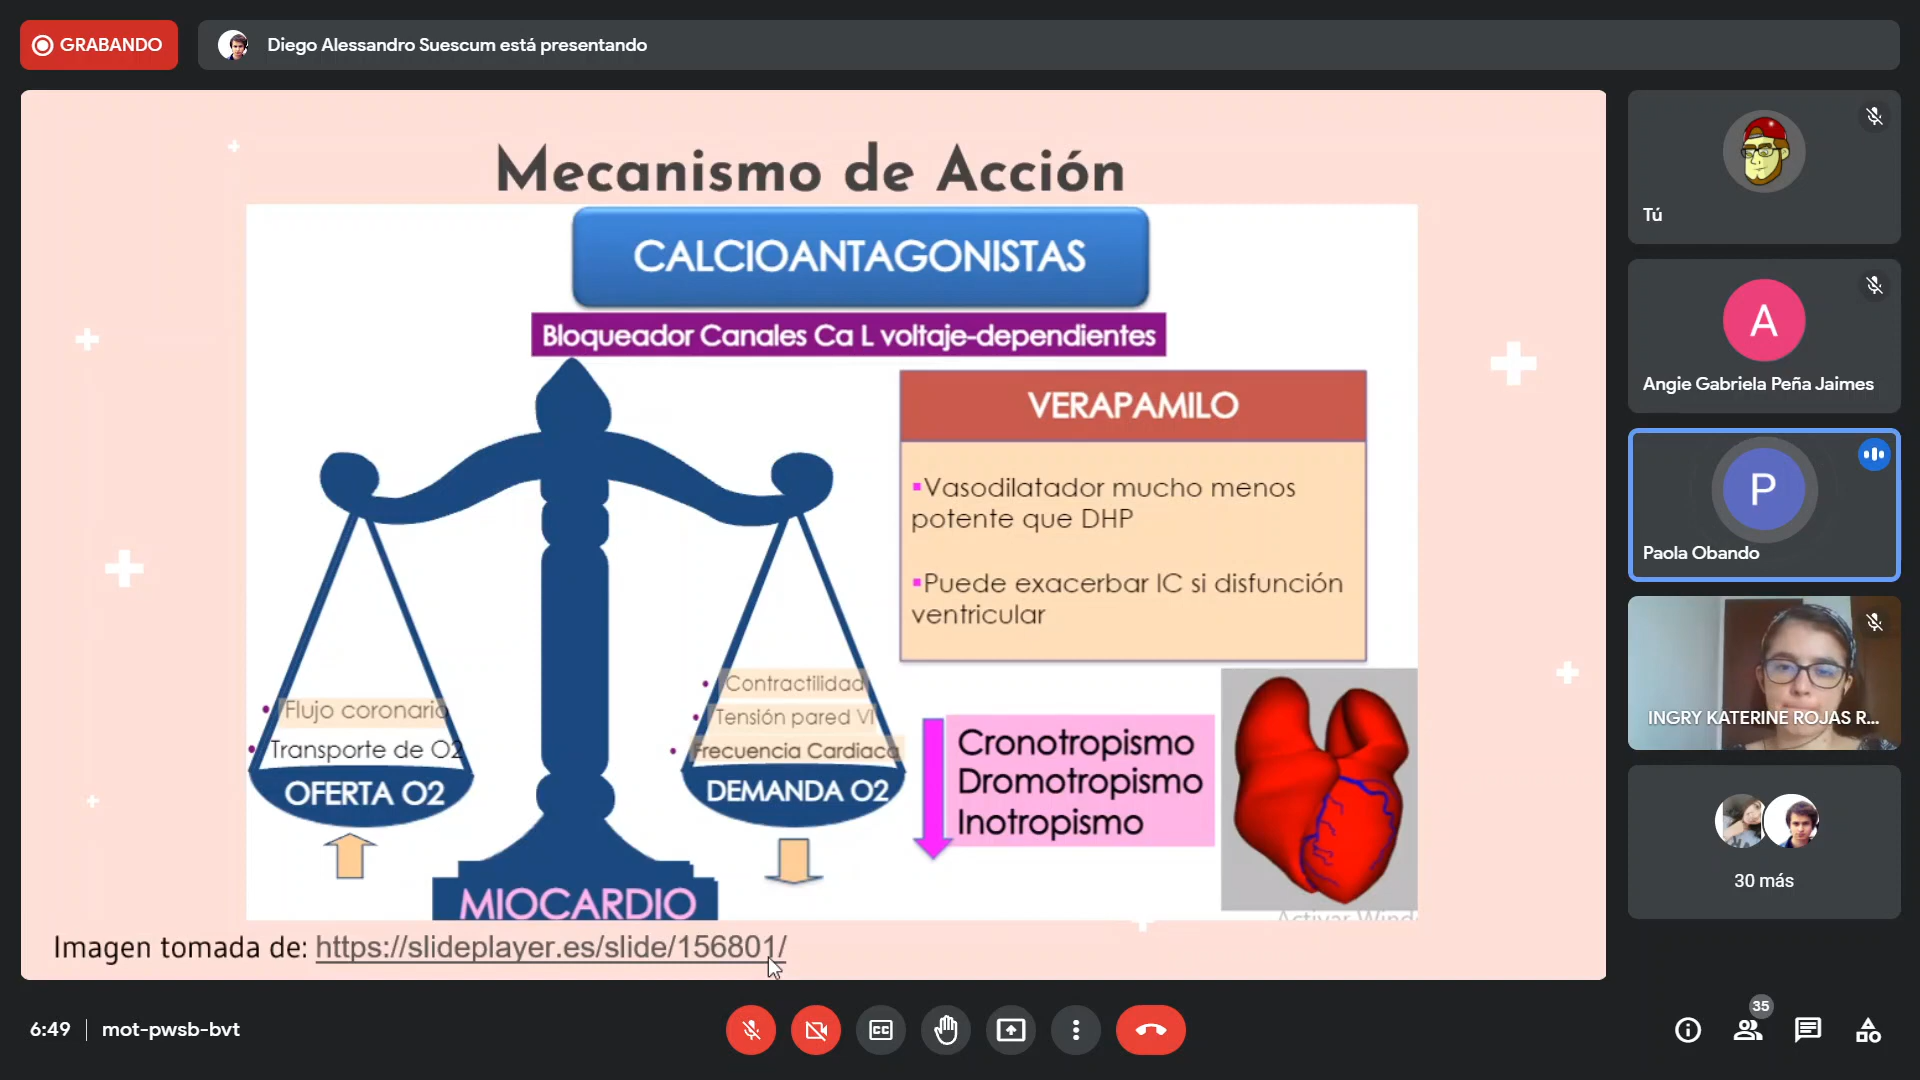 GRABANDO
Diego Alessandro Suescum está presentando
Mecanismo de Acción
CALCIOANTAGONISTAS
Bloqueador Canales Ca L voltaje-dependientes
VERAPAMILO
▪Vasodilatador mucho menos
potente que DHP
▪Puede exacerbar IC si disfunción
ventricular
• Flujo coronario
• Transporte de O2
OFERTA O2
• Contractilidad
• Tensión pared VI
• Frecuencia Cardiaca
DEMANDA O2
Cronotropismo
Dromotropismo
Inotropismo
MIOCARDIO
Activar Wind
Imagen tomada de: https://slideplayer.es/slide/156801/
Tú
A
Angie Gabriela Peña Jaimes
P
Paola Obando
INGRY KATERINE ROJAS R...
30 más
6:49
mot-pwsb-bvt
CC
35